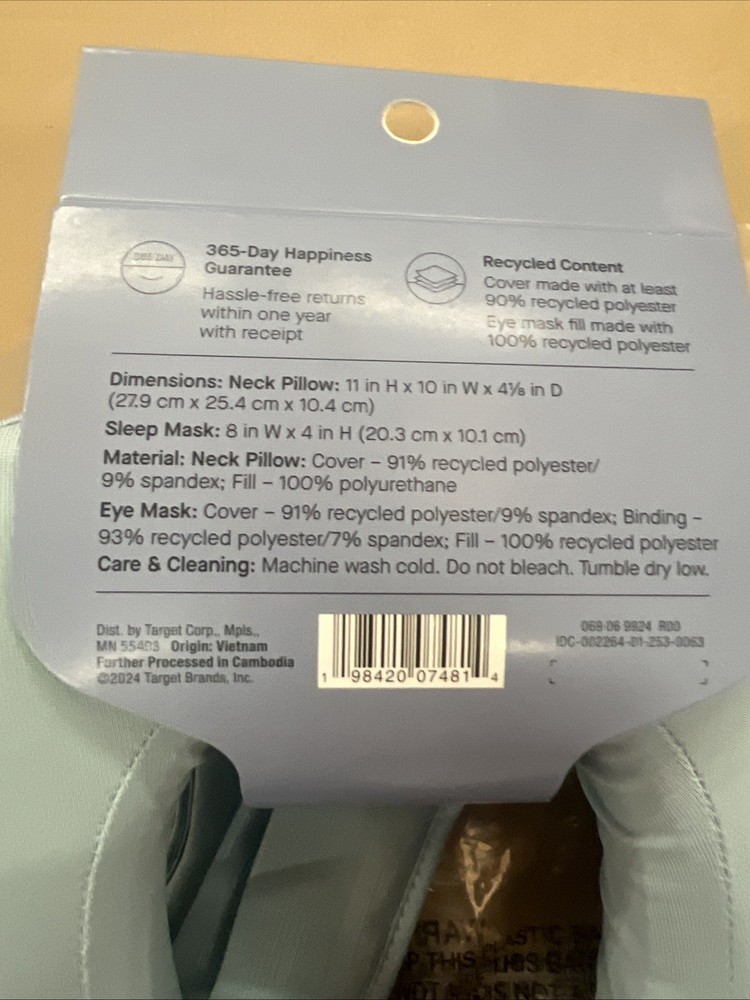 365-Day Happiness
Guarantee
Hassle-free returns
within one year
with receipt
Recycled Content
Cover made with at least
90% recycled polyester
Eye mask fill made with
100% recycled polyester
Dimensions: Neck Pillow: 11 in H x 10 in W x 4⅛ in D
(27.9 cm x 25.4 cm x 10.4 cm)
Sleep Mask: 8 in W x 4 in H (20.3 cm x 10.1 cm)
Material: Neck Pillow: Cover – 91% recycled polyester/
9% spandex; Fill – 100% polyurethane
Eye Mask: Cover – 91% recycled polyester/9% spandex; Binding –
93% recycled polyester/7% spandex; Fill – 100% recycled polyester
Care & Cleaning: Machine wash cold. Do not bleach. Tumble dry low.
Dist. by Target Corp., Mpls.,
MN 55403 Origin: Vietnam
Further Processed in Cambodia
©2024 Target Brands, Inc.
1 98420 07481 4
068 06 9924 R00
IDC-002264-01-253-0063
THIS